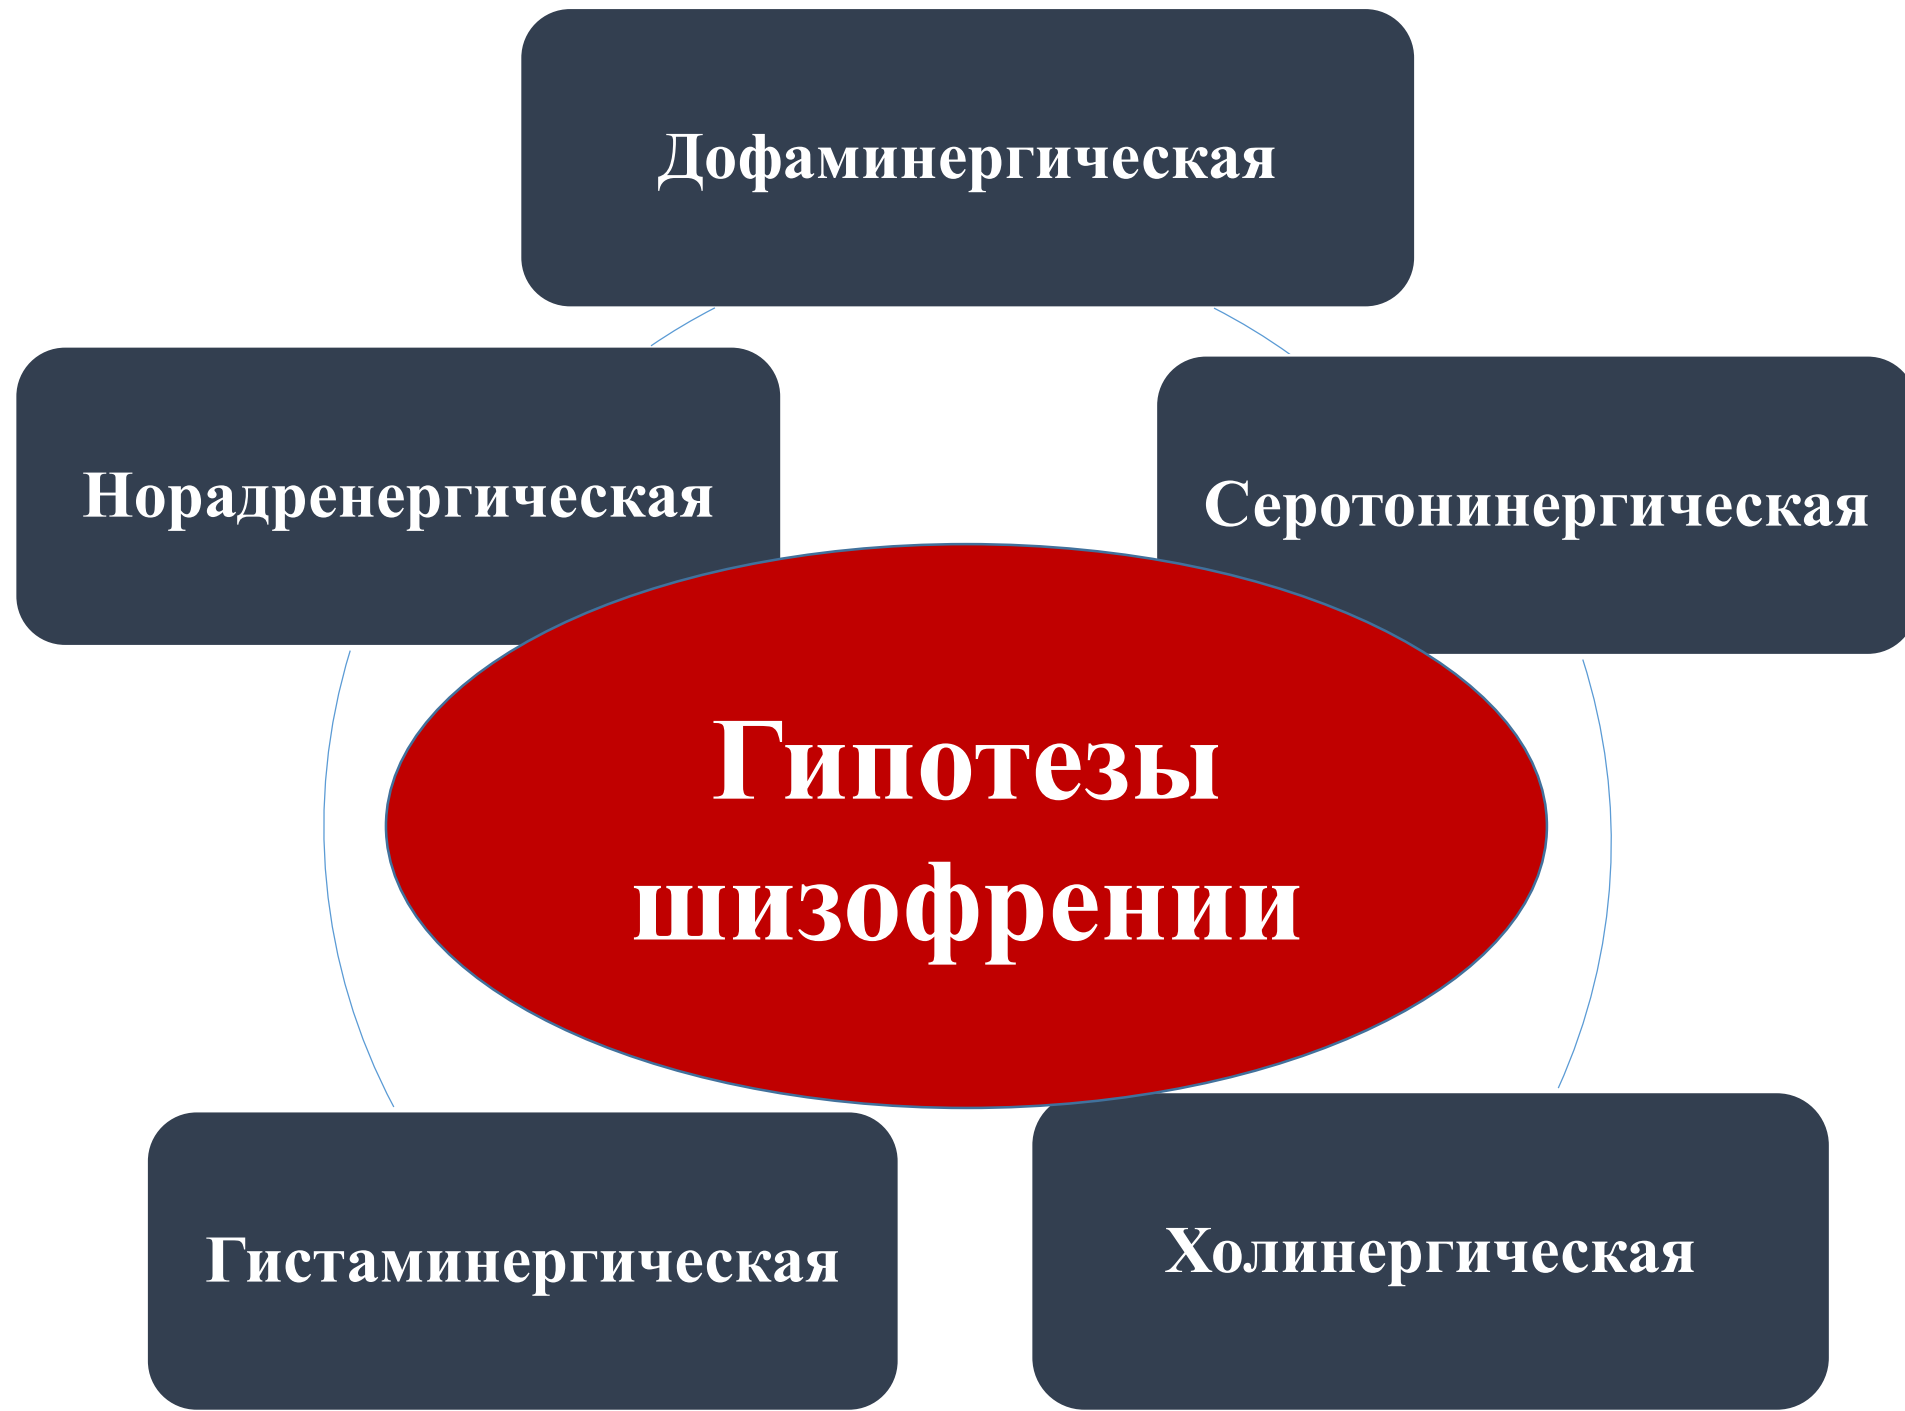 Дофаминергическая
Норадренергическая
Серотонинергическая
Гипотезы
шизофрении
Гистаминергическая
Холинергическая